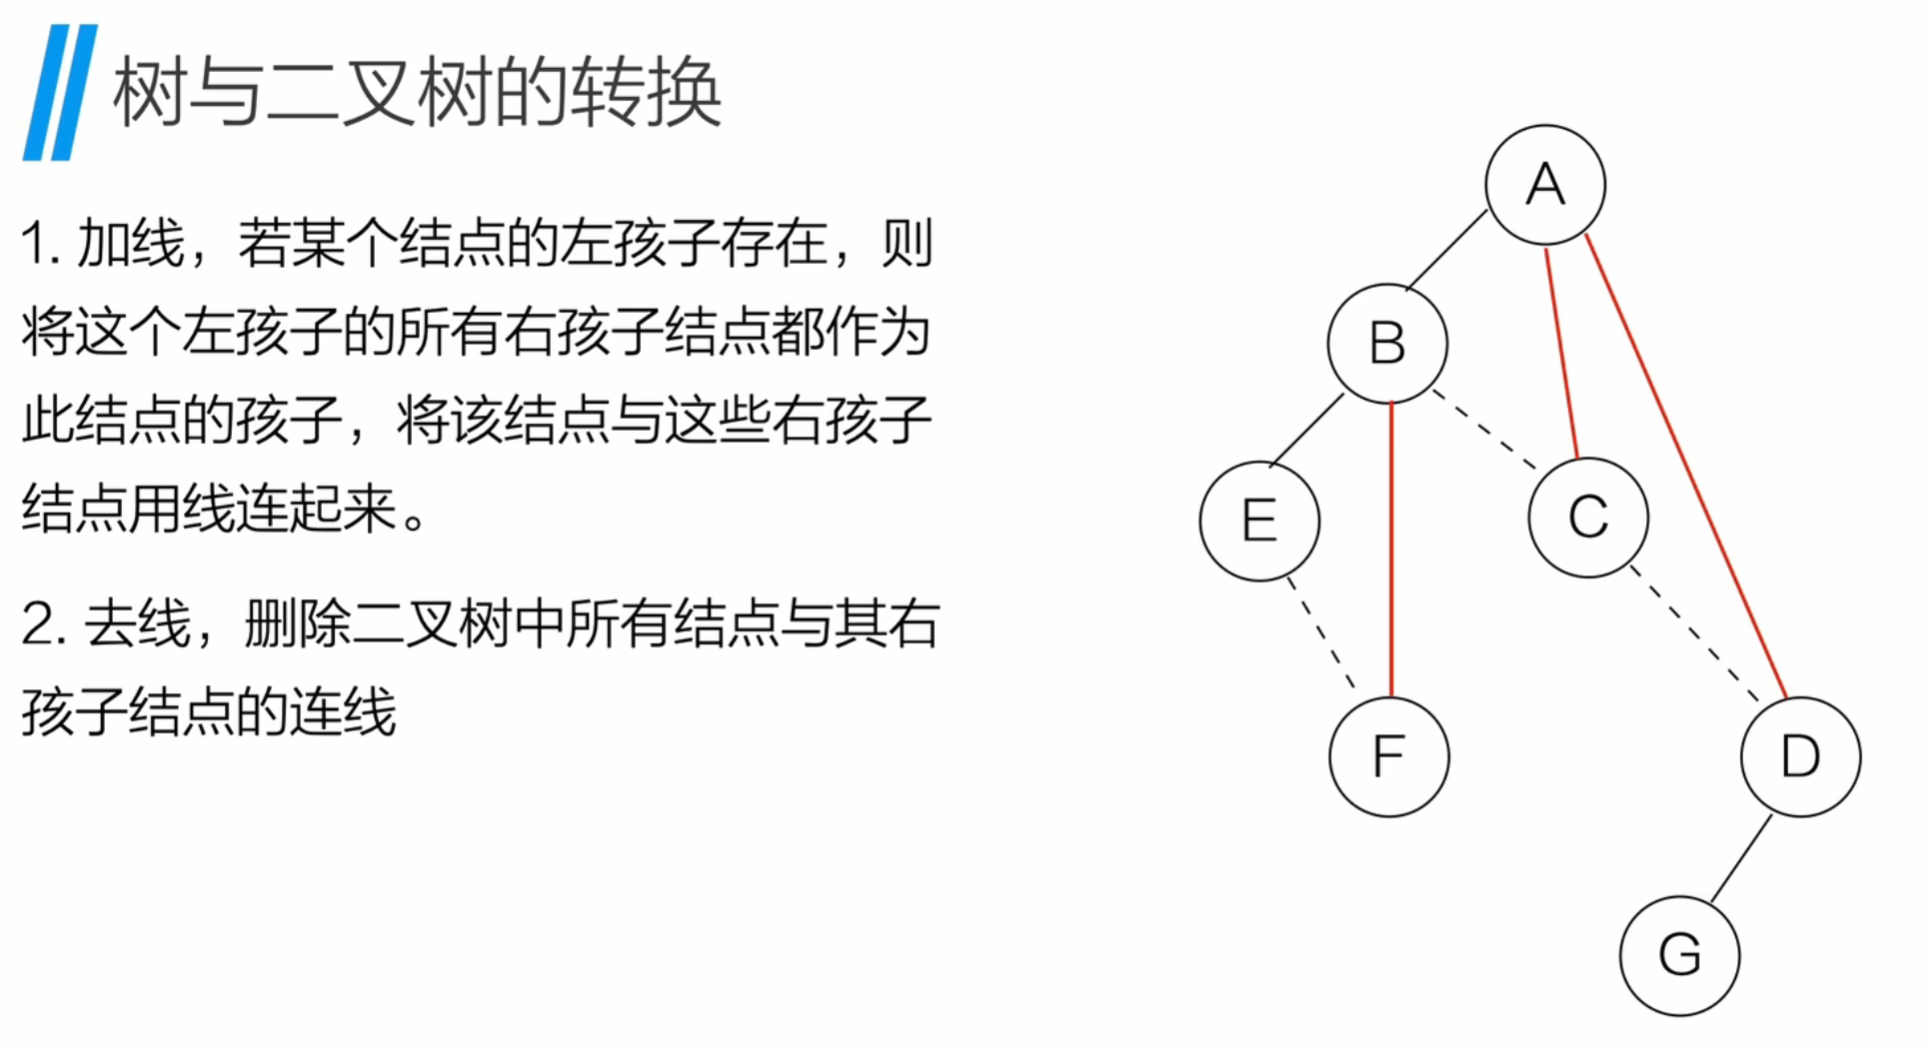 树与二叉树的转换
1. 加线，若某个结点的左孩子存在，则
将这个左孩子的所有右孩子结点都作为
此结点的孩子，将该结点与这些右孩子
结点用线连起来。
2. 去线，删除二叉树中所有结点与其右
孩子结点的连线
A
B
E
C
F
D
G